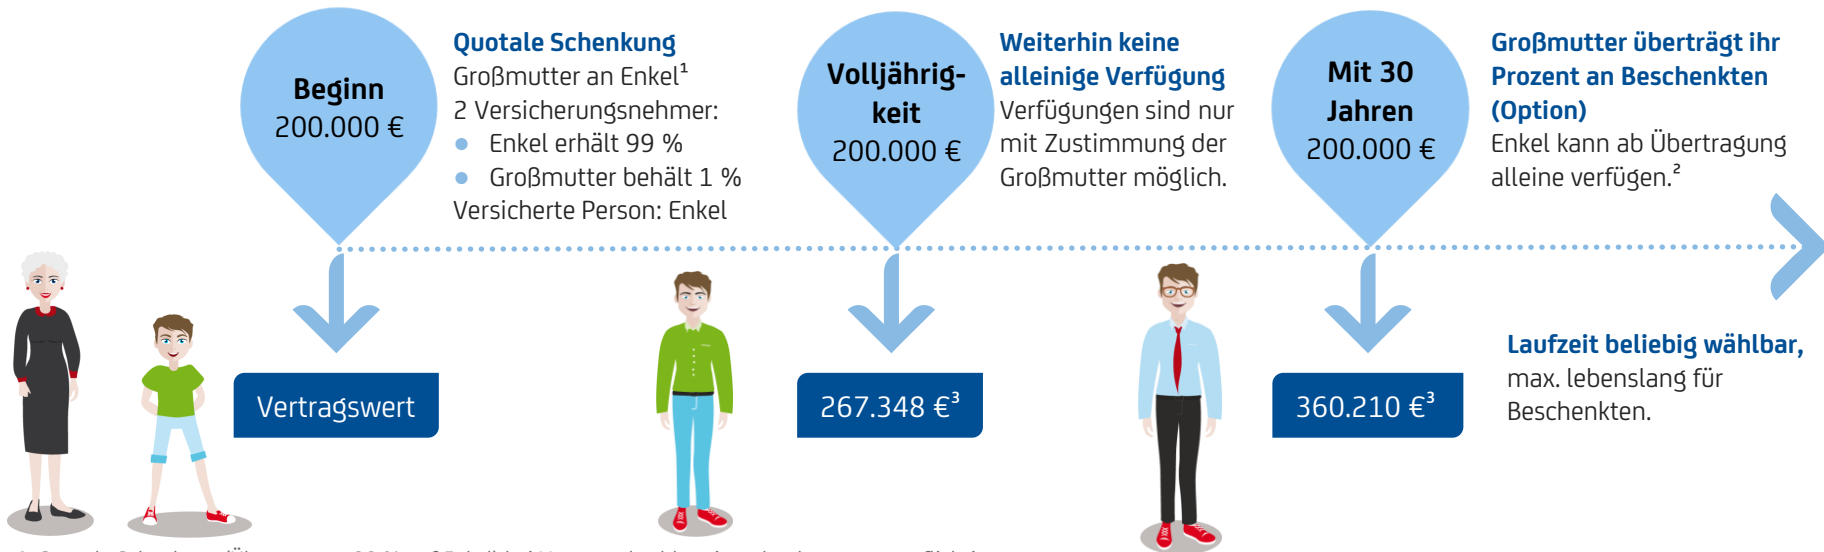 Beginn
200.000 €
Quotale Schenkung
Großmutter an Enkel¹
2 Versicherungsnehmer:
● Enkel erhält 99 %
● Großmutter behält 1 %
Versicherte Person: Enkel
Volljährig-
keit
200.000 €
Weiterhin keine
alleinige Verfügung
Verfügungen sind nur
mit Zustimmung der
Großmutter möglich.
Mit 30
Jahren
200.000 €
Großmutter überträgt ihr
Prozent an Beschenkten
(Option)
Enkel kann ab Übertragung
alleine verfügen.²
Vertragswert
267.348 €³
360.210 €³
Laufzeit beliebig wählbar,
max. lebenslang für
Beschenkten.